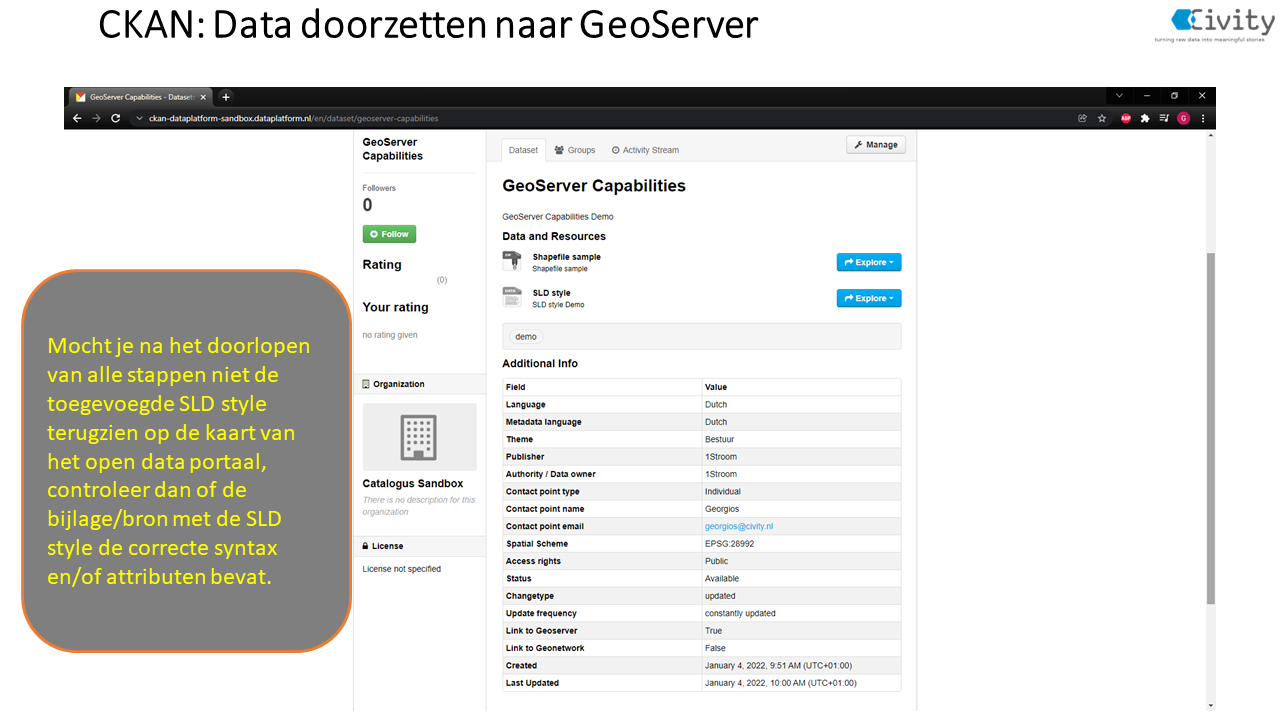 CKAN: Data doorzetten naar GeoServer
Civity
turning raw data into meaningful stories
GeoServer Capabilities - Dataset:
ckan-dataplatform-sandbox.dataplatform.nl/en/dataset/geoserver-capabilities
ABP
G
GeoServer
Capabilities
Followers
0
Follow
Rating
(0)
Your rating
no rating given
Organization
Catalogus Sandbox
There is no description for this
organization
License
License not specified
Dataset Groups Activity Stream Manage
GeoServer Capabilities
GeoServer Capabilities Demo
Data and Resources
Shapefile sample
Shapefile sample
Explore
SLD style
SLD style Demo
Explore
demo
Additional Info
Field Value
Language Dutch
Metadata language Dutch
Theme Bestuur
Publisher 1Stroom
Authority / Data owner 1Stroom
Contact point type Individual
Contact point name Georgios
Contact point email georgios@civity.nl
Spatial Scheme EPSG:28992
Access rights Public
Status Available
Changetype updated
Update frequency constantly updated
Link to Geoserver True
Link to Geonetwork False
Created January 4, 2022, 9:51 AM (UTC+01:00)
Last Updated January 4, 2022, 10:00 AM (UTC+01:00)
Mocht je na het doorlopen
van alle stappen niet de
toegevoegde SLD style
terugzien op de kaart van
het open data portaal,
controleer dan of de
bijlage/bron met de SLD
style de correcte syntax
en/of attributen bevat.